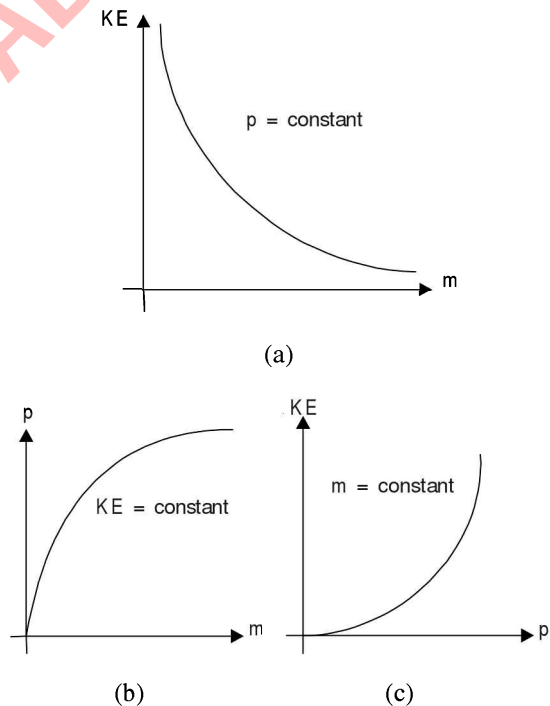 KE
p = constant
m
(a)
p
KE = constant
m
(b)
KE
m = constant
p
(c)